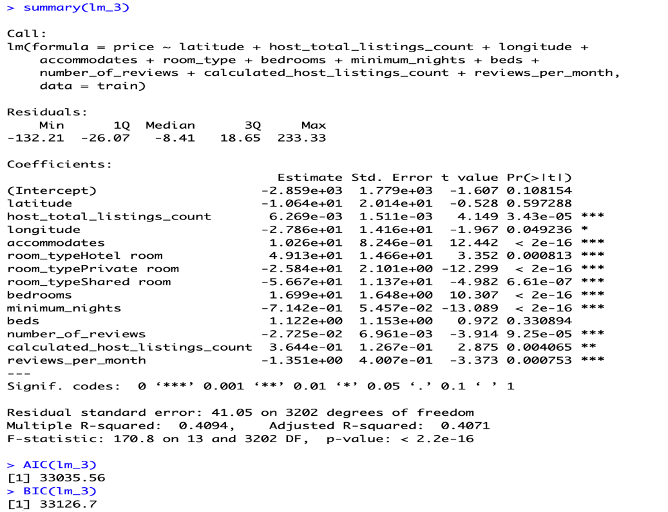 > summary(lm_3)
Call:
lm(formula = price ~ latitude + host_total_listings_count + longitude +
    accommodates + room_type + bedrooms + minimum_nights + beds +
    number_of_reviews + calculated_host_listings_count + reviews_per_month,
    data = train)
Residuals:
    Min      1Q  Median      3Q     Max
-132.21  -26.07   -8.41   18.65  233.33
Coefficients:
                                 Estimate Std. Error t value Pr(>|t|)
(Intercept)                    -2.859e+03  1.779e+03  -1.607 0.108154
latitude                       -1.064e+01  2.014e+01  -0.528 0.597288
host_total_listings_count       6.269e-03  1.511e-03   4.149 3.43e-05 ***
longitude                      -2.786e+01  1.416e+01  -1.967 0.049236 *
accommodates                    1.026e+01  8.246e-01  12.442  < 2e-16 ***
room_typeHotel room             4.913e+01  1.466e+01   3.352 0.000813 ***
room_typePrivate room          -2.584e+01  2.101e+00 -12.299  < 2e-16 ***
room_typeShared room           -5.667e+01  1.137e+01  -4.982 6.61e-07 ***
bedrooms                        1.699e+01  1.648e+00  10.307  < 2e-16 ***
minimum_nights                 -7.142e-01  5.457e-02 -13.089  < 2e-16 ***
beds                            1.122e+00  1.153e+00   0.972 0.330894
number_of_reviews              -2.725e-02  6.961e-03  -3.914 9.25e-05 ***
calculated_host_listings_count  3.644e-01  1.267e-01   2.875 0.004065 **
reviews_per_month              -1.351e+00  4.007e-01  -3.373 0.000753 ***
---
Signif. codes:  0 ‘***’ 0.001 ‘**’ 0.01 ‘*’ 0.05 ‘.’ 0.1 ‘ ’ 1
Residual standard error: 41.05 on 3202 degrees of freedom
Multiple R-squared:  0.4094,    Adjusted R-squared:  0.4071
F-statistic: 170.8 on 13 and 3202 DF,  p-value: < 2.2e-16
> AIC(lm_3)
[1] 33035.56
> BIC(lm_3)
[1] 33126.7